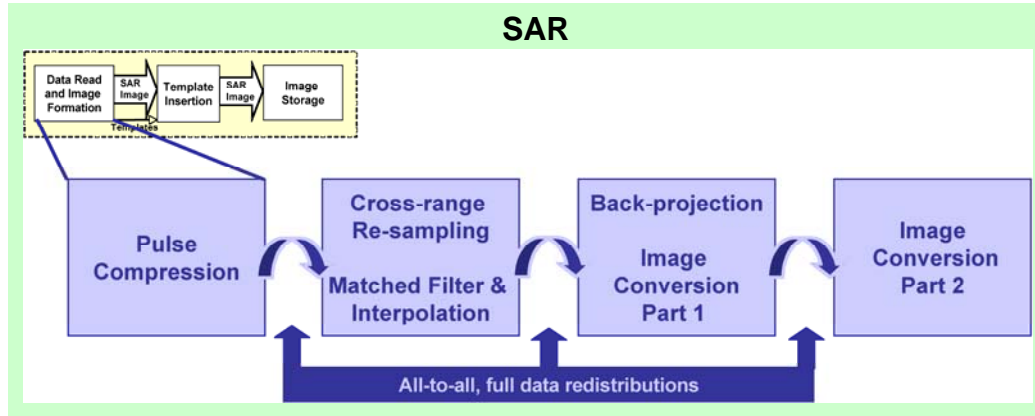 SAR
Data Read
and Image
Formation
SAR
Image
Templates
Template
Insertion
SAR
Image
Image
Storage
Pulse
Compression
Cross-range
Re-sampling
Matched Filter &
Interpolation
Back-projection
Image
Conversion
Part 1
Image
Conversion
Part 2
All-to-all, full data redistributions